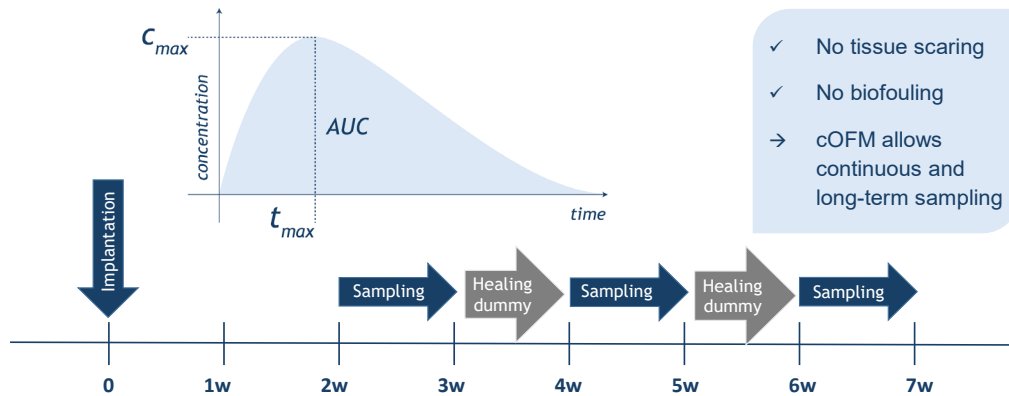 C max
concentration
AUC
t max
time
✓ No tissue scaring
✓ No biofouling
→ cOFM allows
continuous and
long-term sampling
Implantation
Sampling
Healing
dummy
Sampling
Healing
dummy
Sampling
0 1w 2w 3w 4w 5w 6w 7w